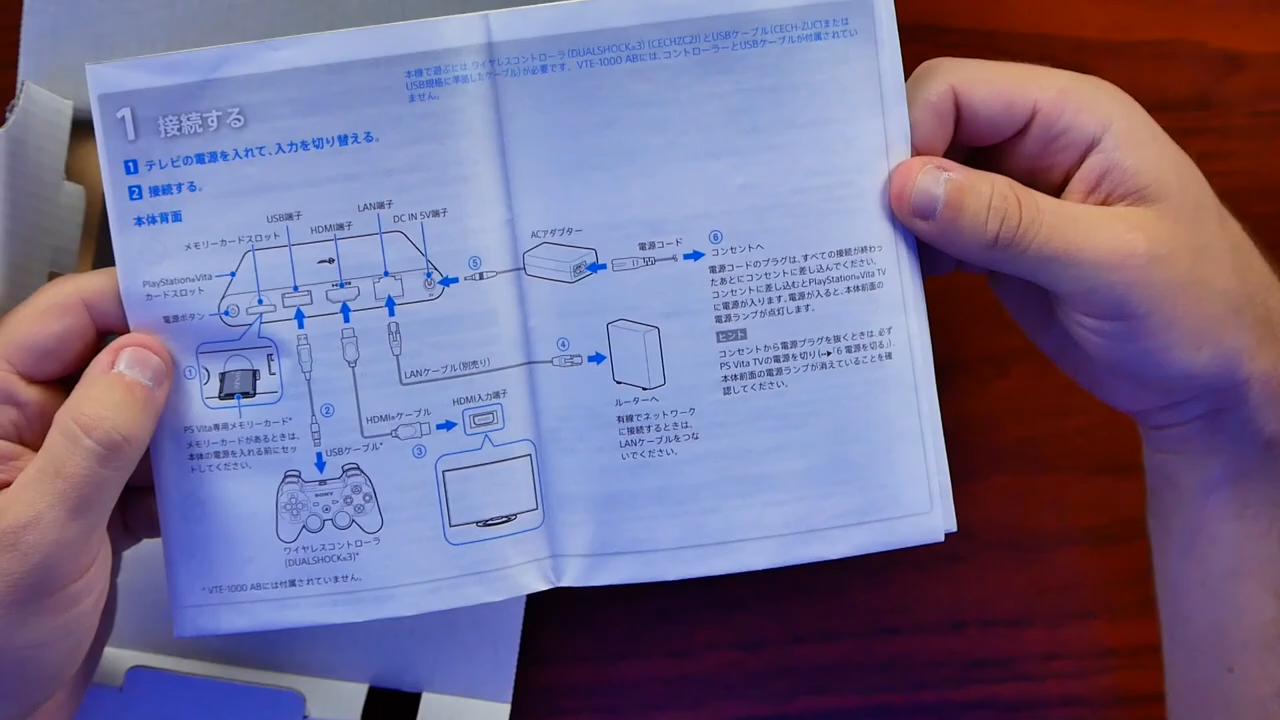 本機で遊ぶには、ワイヤレスコントローラ(DUALSHOCK®3)(CECHZC2J)とUSBケーブル(CECH-ZUC1または
USB規格に準拠したケーブル)が必要です。VTE-1000 ABには、コントローラーとUSBケーブルが付属されてい
ません。
1 接続する
1 テレビの電源を入れて、入力を切り替える。
2 接続する。
本体背面
メモリーカードスロット
USB端子
HDMI端子
LAN端子
DC IN 5V端子
PlayStation®Vita
カードスロット
電源ボタン
①
PS Vita専用メモリーカード*
メモリーカードがあるときは、
本体の電源を入れる前にセッ
トしてください。
②
USBケーブル*
SONY
ワイヤレスコントローラ
(DUALSHOCK®3)*
HDMI®ケーブル
③
HDMI入力端子
LANケーブル(別売り)
④
ルーターへ
有線でネットワーク
に接続するときは、
LANケーブルをつな
いでください。
⑤
ACアダプター
電源コード
⑥
コンセントへ
電源コードのプラグは、すべての接続が終わっ
たあとにコンセントに差し込んでください。
コンセントに差し込むとPlayStation®Vita TV
に電源が入ります。電源が入ると、本体前面の
電源ランプが点灯します。
ヒント
コンセントから電源プラグを抜くときは、必ず
PS Vita TVの電源を切り(「6 電源を切る」)、
本体前面の電源ランプが消えていることを確
認してください。
* VTE-1000 ABには付属されていません。